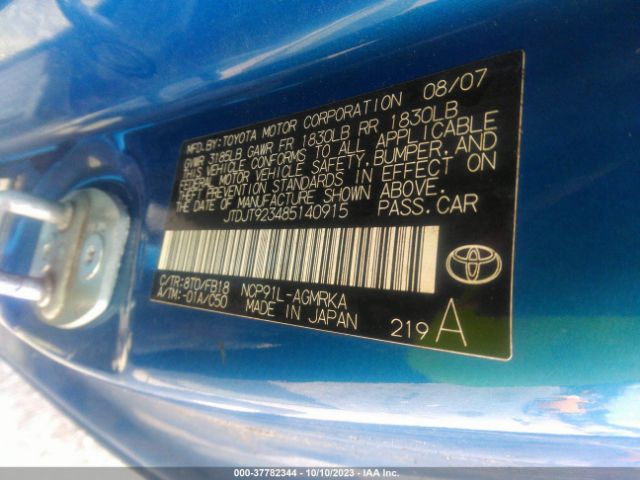 MFD.BY:TOYOTA MOTOR CORPORATION 08/07
GVWR 3185LB GAWR FR 1830LB RR 1830LB
THIS VEHICLE CONFORMS TO ALL APPLICABLE
FEDERAL MOTOR VEHICLE SAFETY,BUMPER,AND
THEFT PREVENTION STANDARDS IN EFFECT ON
THE DATE OF MANUFACTURE SHOWN ABOVE.
JTDJT923485140915 PASS.CAR
C/TR:8T0/FB18 NCP91L-AGMRKA
A/TM:-01A/C50 MADE IN JAPAN
219 A
000-37782344 | 10/10/2023 - IAA Inc.